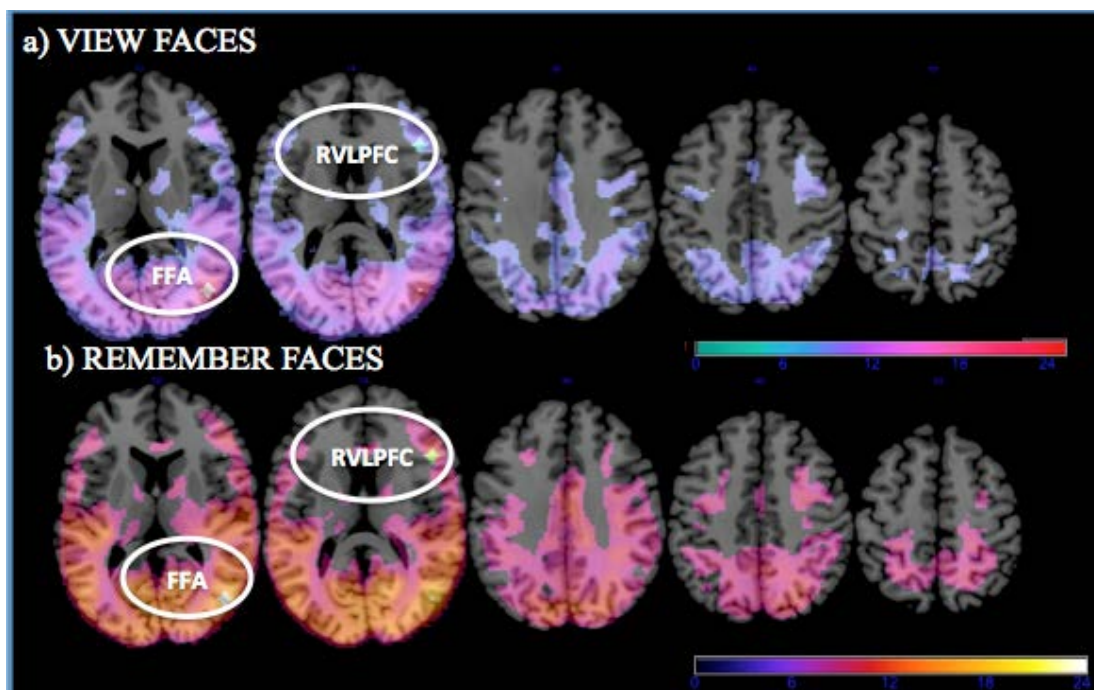 a) VIEW FACES
RVLPFC
FFA
0 6 12 18 24
b) REMEMBER FACES
RVLPFC
FFA
0 6 12 18 24